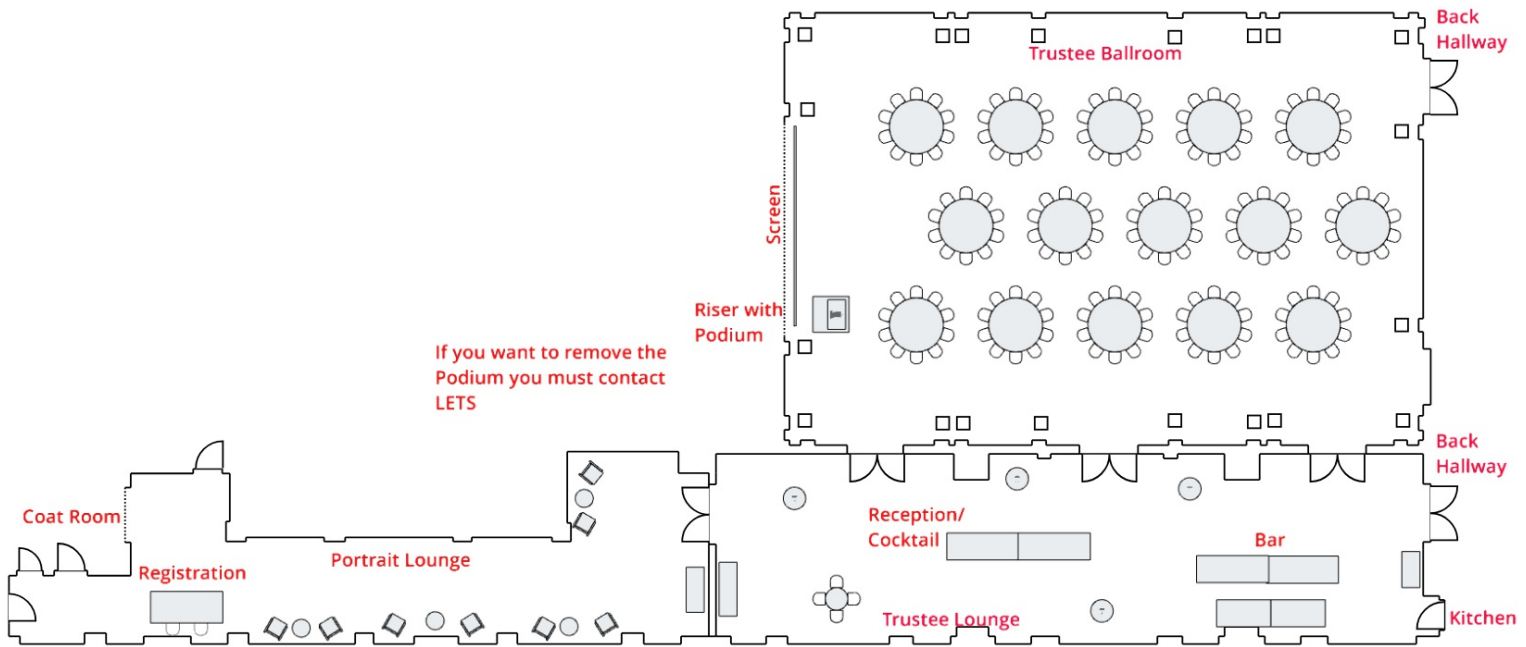 Back
Hallway
Trustee Ballroom
Screen
Riser with
Podium
If you want to remove the
Podium you must contact
LETS
Back
Hallway
Coat Room
Reception/
Cocktail
Bar
Portrait Lounge
Registration
Trustee Lounge
Kitchen